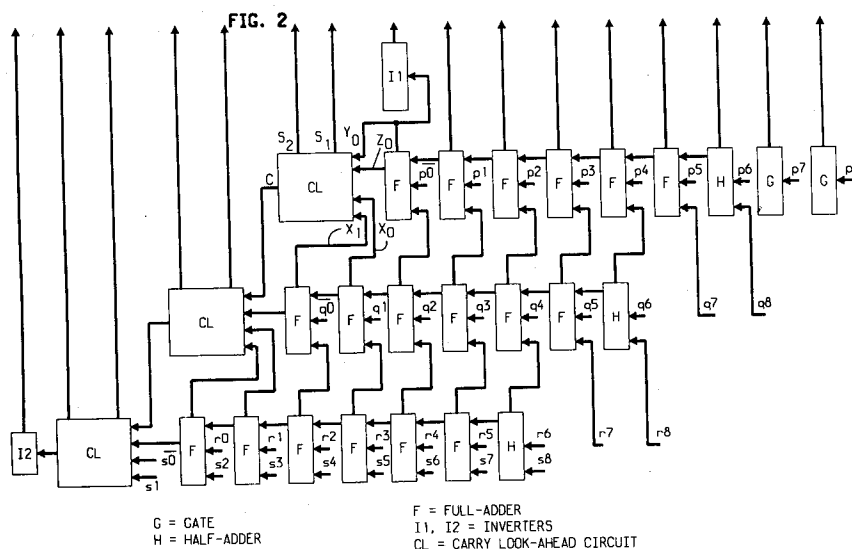 FIG. 2
I1
S2 S1 Y0 Z0
C CL F p0̅ F p1 F p2 F p3 F p4 F p5 H p6 G p7 G p
X1 X0
CL F q0̅ F q1 F q2 F q3 F q4 F q5 H q6 q7 q8
I2 CL s0̅ s1 F r0 s2 F r1 s3 F r2 s4 F r3 s5 F r4 s6 F r5 s7 H r6 s8 r7 r8
G = GATE
H = HALF-ADDER
F = FULL-ADDER
I1, I2 = INVERTERS
CL = CARRY LOOK-AHEAD CIRCUIT